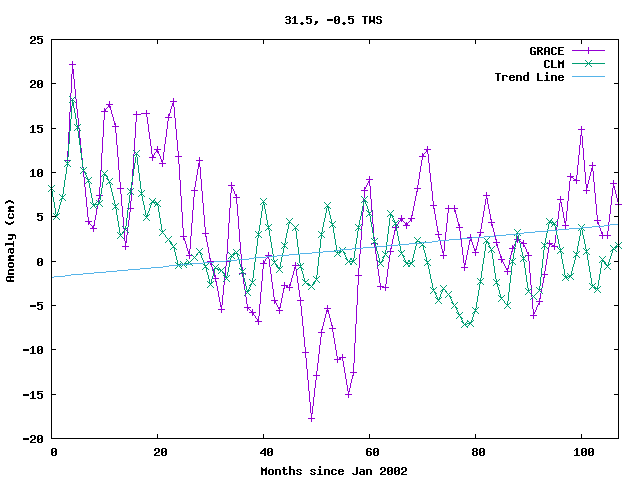 31.5, -0.5 TWS
GRACE
CLM
Trend Line
25
20
15
10
5
0
-5
-10
-15
-20
Anomaly (cm)
0 20 40 60 80 100
Months since Jan 2002